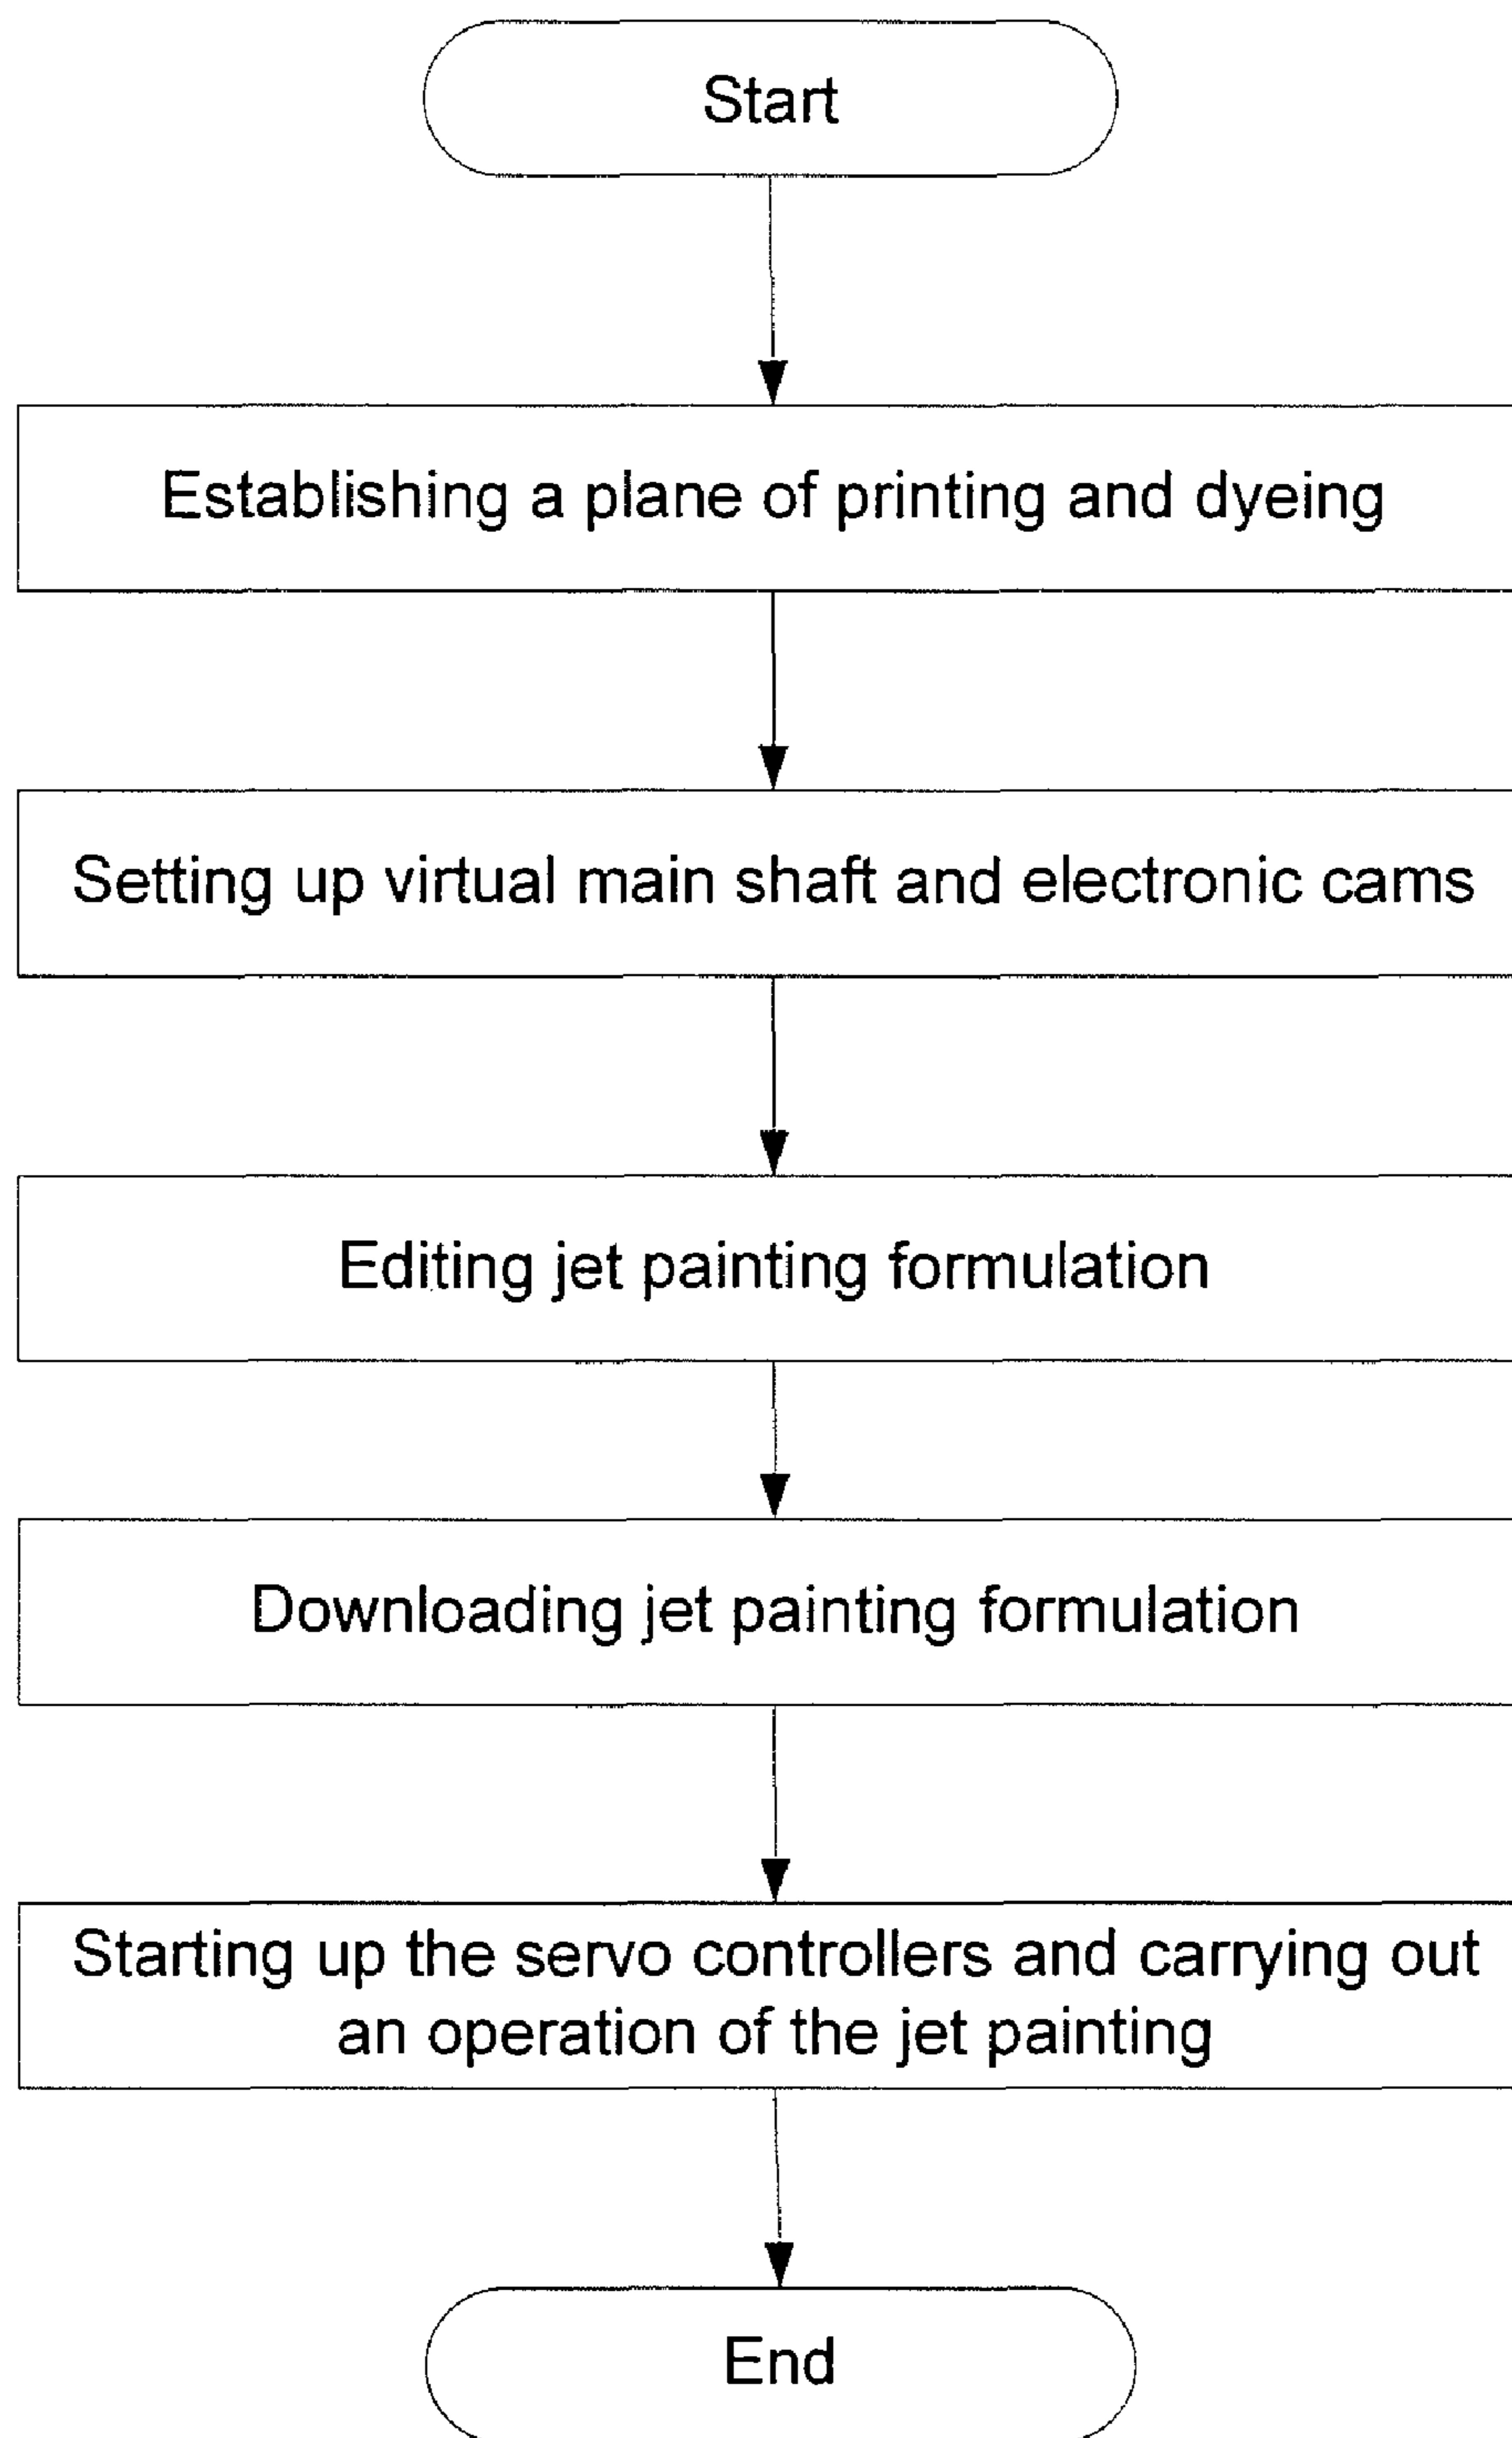 Start
Establishing a plane of printing and dyeing
Setting up virtual main shaft and electronic cams
Editing jet painting formulation
Downloading jet painting formulation
Starting up the servo controllers and carrying out
an operation of the jet painting
End